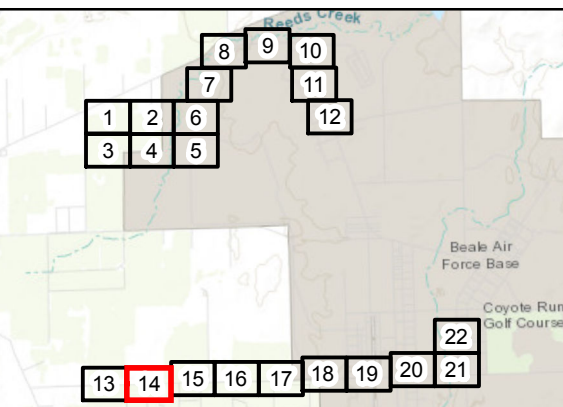 Reeds Creek
8 9 10
7 11
1 2 6 12
3 4 5
Beale Air
Force Base
Coyote Run
Golf Course
22
13 14 15 16 17 18 19 20 21